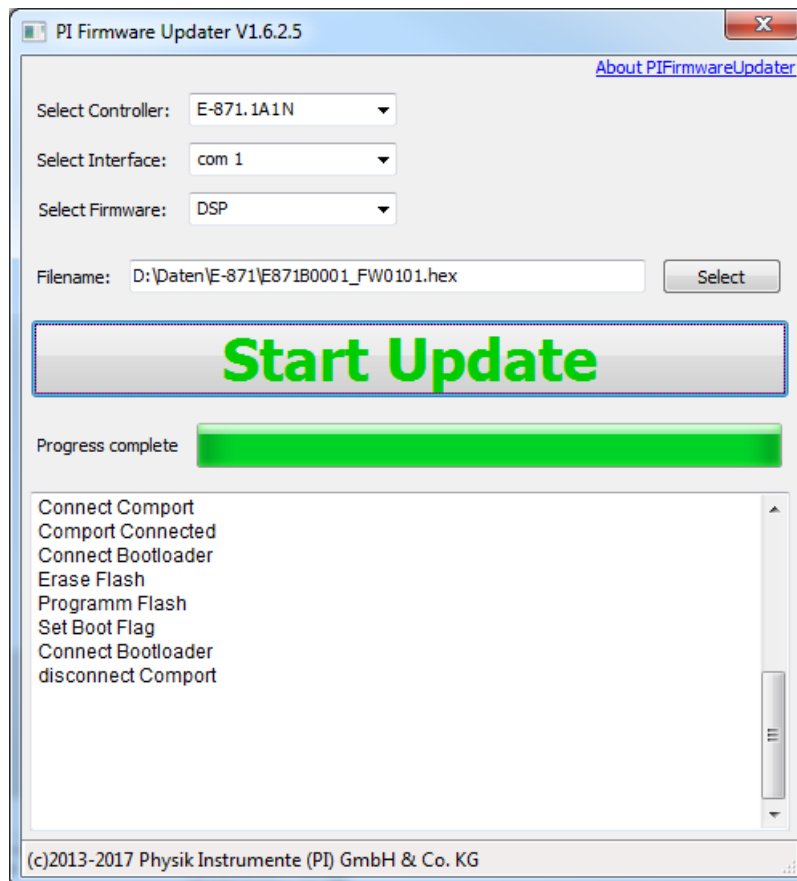 PI Firmware Updater V1.6.2.5
About PIFirmwareUpdater
Select Controller: E-871.1A1N
Select Interface: com 1
Select Firmware: DSP
Filename: D:\Daten\E-871\E871B0001_FW0101.hex Select
Start Update
Progress complete
Connect Comport
Comport Connected
Connect Bootloader
Erase Flash
Programm Flash
Set Boot Flag
Connect Bootloader
disconnect Comport
(c)2013-2017 Physik Instrumente (PI) GmbH & Co. KG